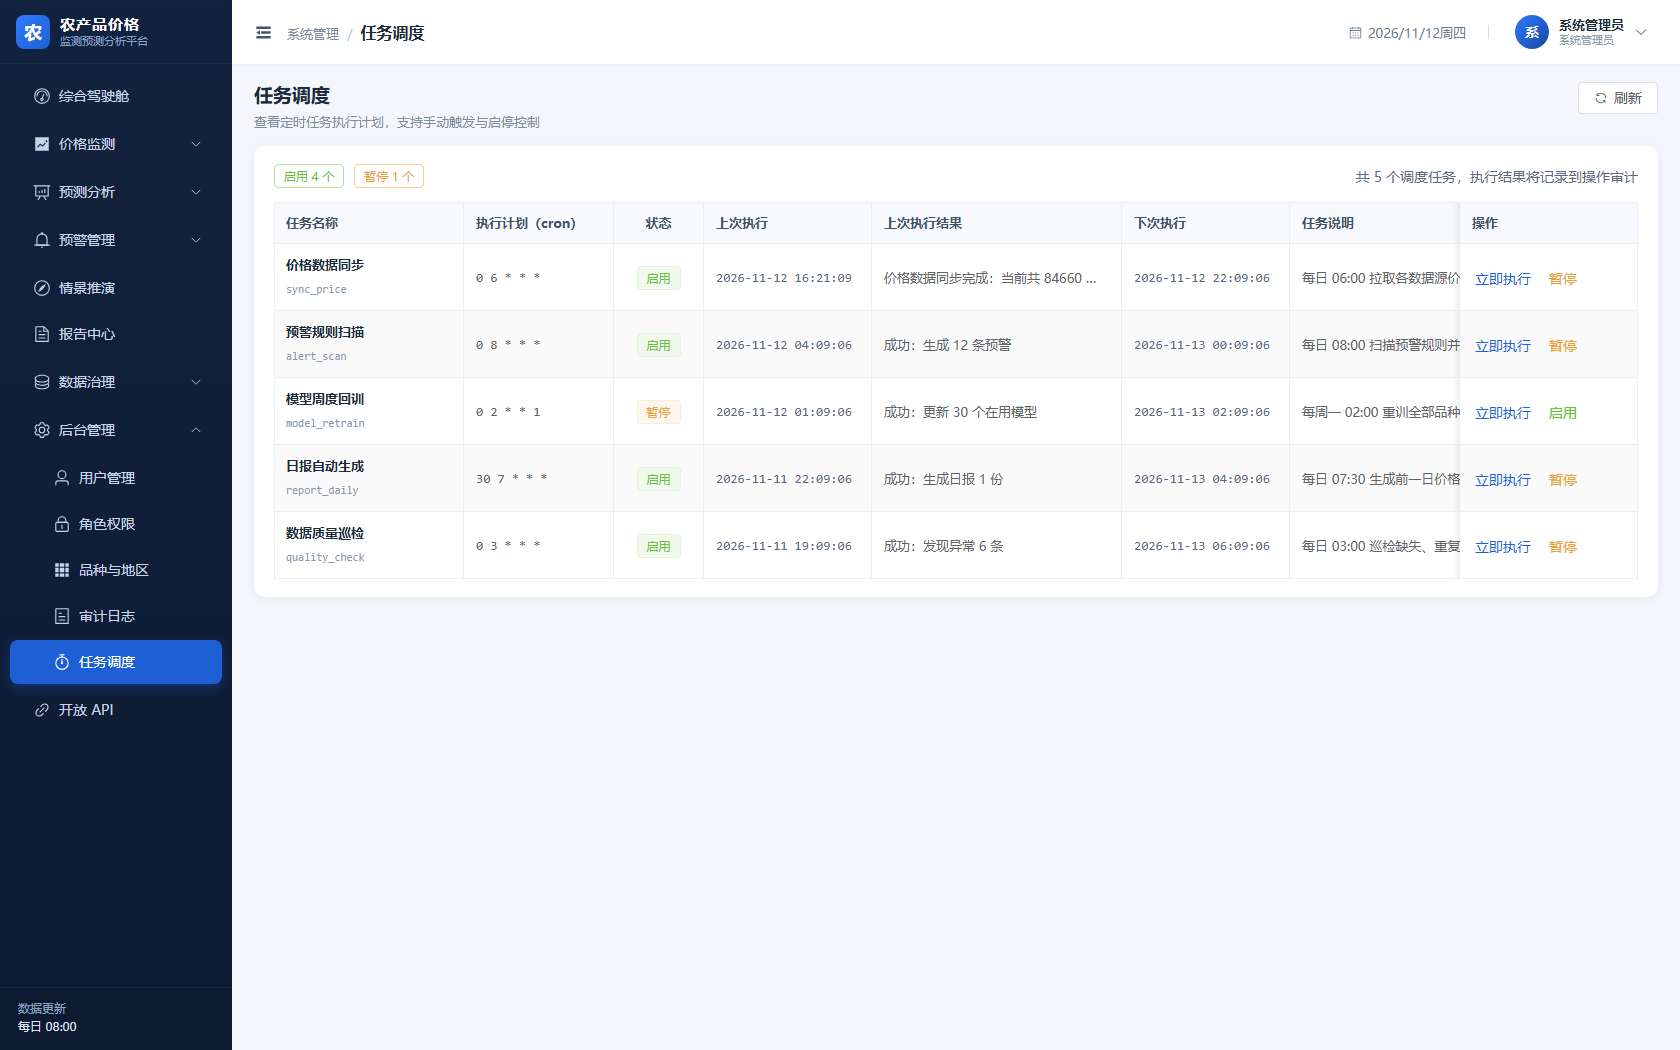 农
农产品价格
监测预测分析平台
综合驾驶舱
价格监测
预测分析
预警管理
情景推演
报告中心
数据治理
后台管理
用户管理
角色权限
品种与地区
审计日志
任务调度
开放 API
数据更新
每日 08:00
系统管理 / 任务调度
2026/11/12周四
系
系统管理员
系统管理员
任务调度
查看定时任务执行计划，支持手动触发与启停控制
刷新
启用 4 个 暂停 1 个
共 5 个调度任务，执行结果将记录到操作审计
任务名称 执行计划（cron） 状态 上次执行 上次执行结果 下次执行 任务说明 操作
价格数据同步
sync_price
0 6 * * * 启用 2026-11-12 16:21:09 价格数据同步完成：当前共 84660 ... 2026-11-12 22:09:06 每日 06:00 拉取各数据源价 立即执行 暂停
预警规则扫描
alert_scan
0 8 * * * 启用 2026-11-12 04:09:06 成功：生成 12 条预警 2026-11-13 00:09:06 每日 08:00 扫描预警规则并 立即执行 暂停
模型周度回训
model_retrain
0 2 * * 1 暂停 2026-11-12 01:09:06 成功：更新 30 个在用模型 2026-11-13 02:09:06 每周一 02:00 重训全部品种 立即执行 启用
日报自动生成
report_daily
30 7 * * * 启用 2026-11-11 22:09:06 成功：生成日报 1 份 2026-11-13 04:09:06 每日 07:30 生成前一日价格 立即执行 暂停
数据质量巡检
quality_check
0 3 * * * 启用 2026-11-11 19:09:06 成功：发现异常 6 条 2026-11-13 06:09:06 每日 03:00 巡检缺失、重复 立即执行 暂停